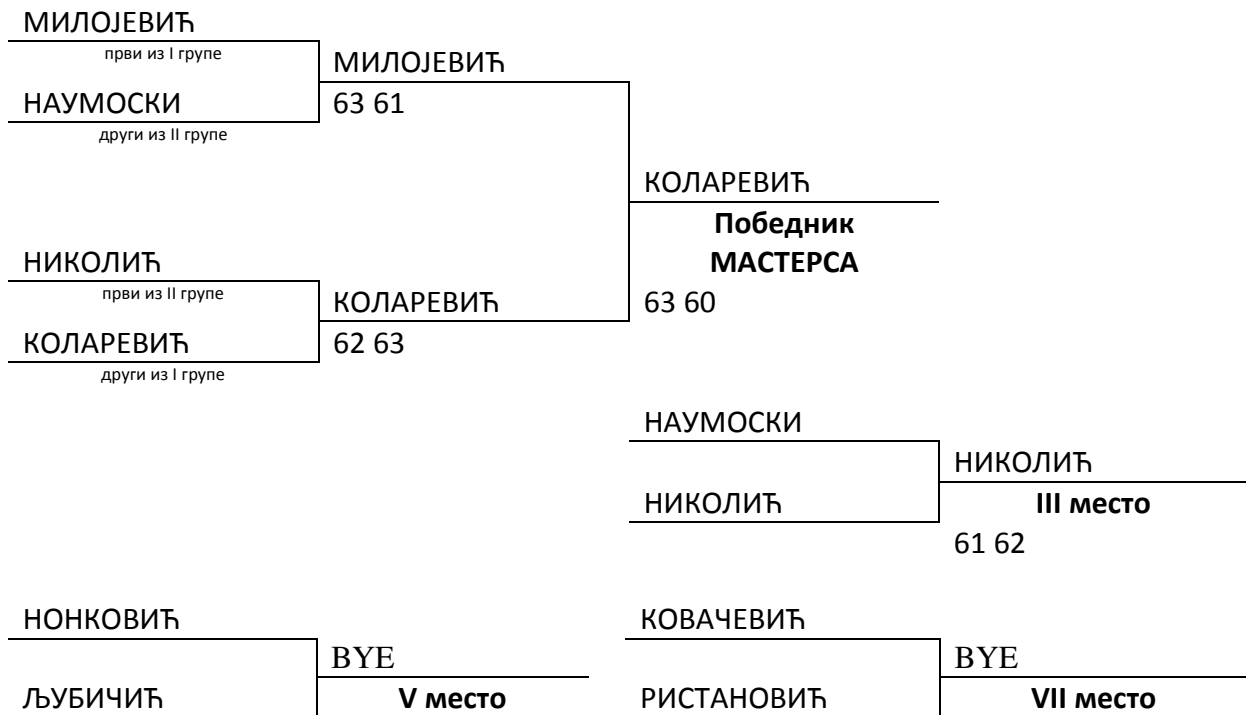 МИЛОЈЕВИЋ
први из I групе
МИЛОЈЕВИЋ
НАУМОСКИ
63 61
други из II групе
КОЛАРЕВИЋ
Победник
МАСТЕРСА
НИКОЛИЋ
први из II групе
КОЛАРЕВИЋ
63 60
КОЛАРЕВИЋ
62 63
други из I групе
НАУМОСКИ
НИКОЛИЋ
НИКОЛИЋ
III место
61 62
НОНКОВИЋ
КОВАЧЕВИЋ
BYE
BYE
ЉУБИЧИЋ
V место
РИСТАНОВИЋ
VII место